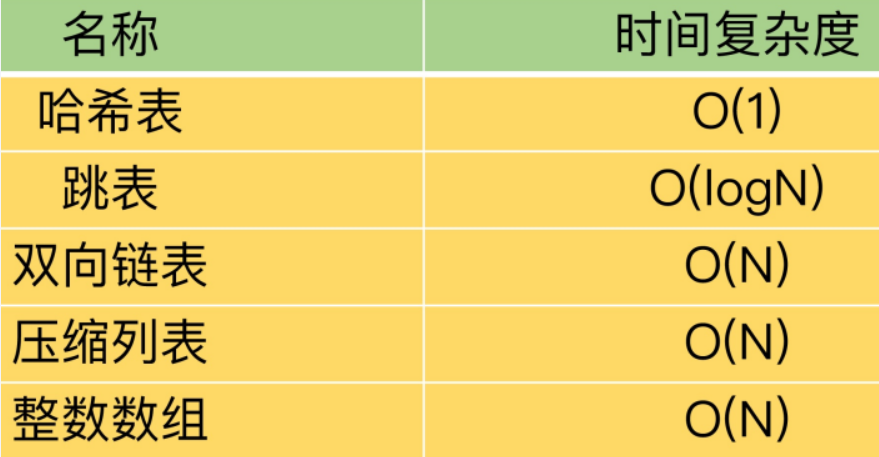 名称 时间复杂度
哈希表 O(1)
跳表 O(logN)
双向链表 O(N)
压缩列表 O(N)
整数数组 O(N)